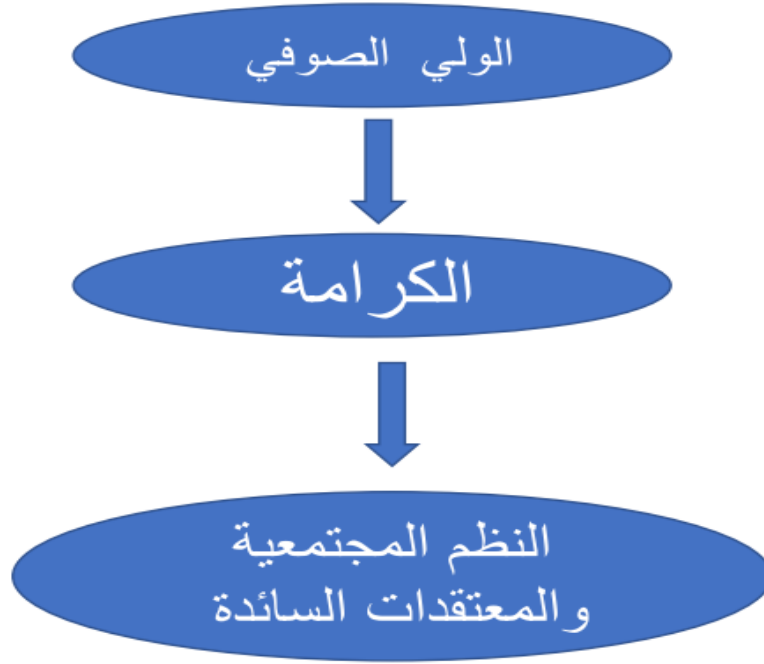 الولي الصوفي
الكرامة
النظم المجتمعية
والمعتقدات السائدة